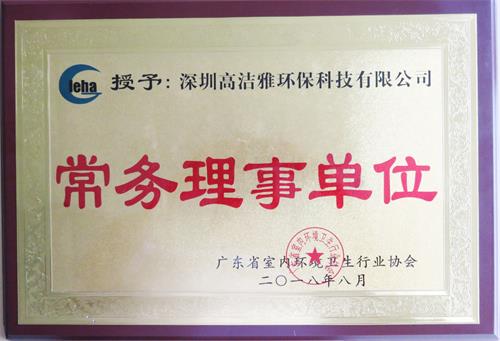 Ieha 授予：深圳高洁雅环保科技有限公司
常务理事单位
广东省室内环境卫生行业协会
二〇一八年八月